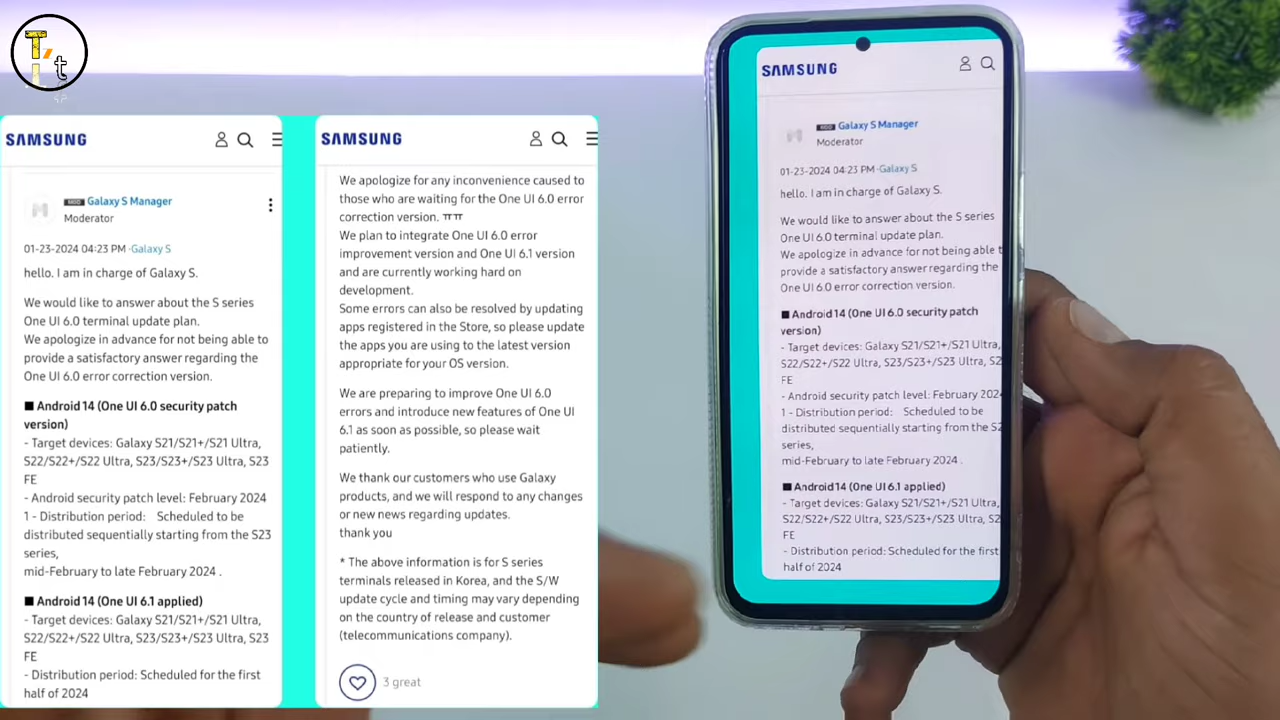 T,
t
SAMSUNG
MOD Galaxy S Manager
Moderator
01-23-2024 04:23 PM ·Galaxy S
hello. I am in charge of Galaxy S.
We would like to answer about the S series
One UI 6.0 terminal update plan.
We apologize in advance for not being able to
provide a satisfactory answer regarding the
One UI 6.0 error correction version.
■ Android 14 (One UI 6.0 security patch
version)
- Target devices: Galaxy S21/S21+/S21 Ultra,
S22/S22+/S22 Ultra, S23/S23+/S23 Ultra, S23
FE
- Android security patch level: February 2024
1 - Distribution period: Scheduled to be
distributed sequentially starting from the S23
series,
mid-February to late February 2024 .
■ Android 14 (One UI 6.1 applied)
- Target devices: Galaxy S21/S21+/S21 Ultra,
S22/S22+/S22 Ultra, S23/S23+/S23 Ultra, S23
FE
- Distribution period: Scheduled for the first
half of 2024
SAMSUNG
We apologize for any inconvenience caused to
those who are waiting for the One UI 6.0 error
correction version. ㅠㅠ
We plan to integrate One UI 6.0 error
improvement version and One UI 6.1 version
and are currently working hard on
development.
Some errors can also be resolved by updating
apps registered in the Store, so please update
the apps you are using to the latest version
appropriate for your OS version.
We are preparing to improve One UI 6.0
errors and introduce new features of One UI
6.1 as soon as possible, so please wait
patiently.
We thank our customers who use Galaxy
products, and we will respond to any changes
or new news regarding updates.
thank you
* The above information is for S series
terminals released in Korea, and the S/W
update cycle and timing may vary depending
on the country of release and customer
(telecommunications company).
3 great
SAMSUNG
MOD Galaxy S Manager
Moderator
01-23-2024 04:23 PM ·Galaxy S
hello. I am in charge of Galaxy S.
We would like to answer about the S series
One UI 6.0 terminal update plan.
We apologize in advance for not being able t
provide a satisfactory answer regarding the
One UI 6.0 error correction version.
■ Android 14 (One UI 6.0 security patch
version)
- Target devices: Galaxy S21/S21+/S21 Ultra,
S22/S22+/S22 Ultra, S23/S23+/S23 Ultra, S2
FE
- Android security patch level: February 202
1 - Distribution period: Scheduled to be
distributed sequentially starting from the S2
series,
mid-February to late February 2024 .
■ Android 14 (One UI 6.1 applied)
- Target devices: Galaxy S21/S21+/S21 Ultra,
S22/S22+/S22 Ultra, S23/S23+/S23 Ultra, S2
FE
- Distribution period: Scheduled for the first
half of 2024